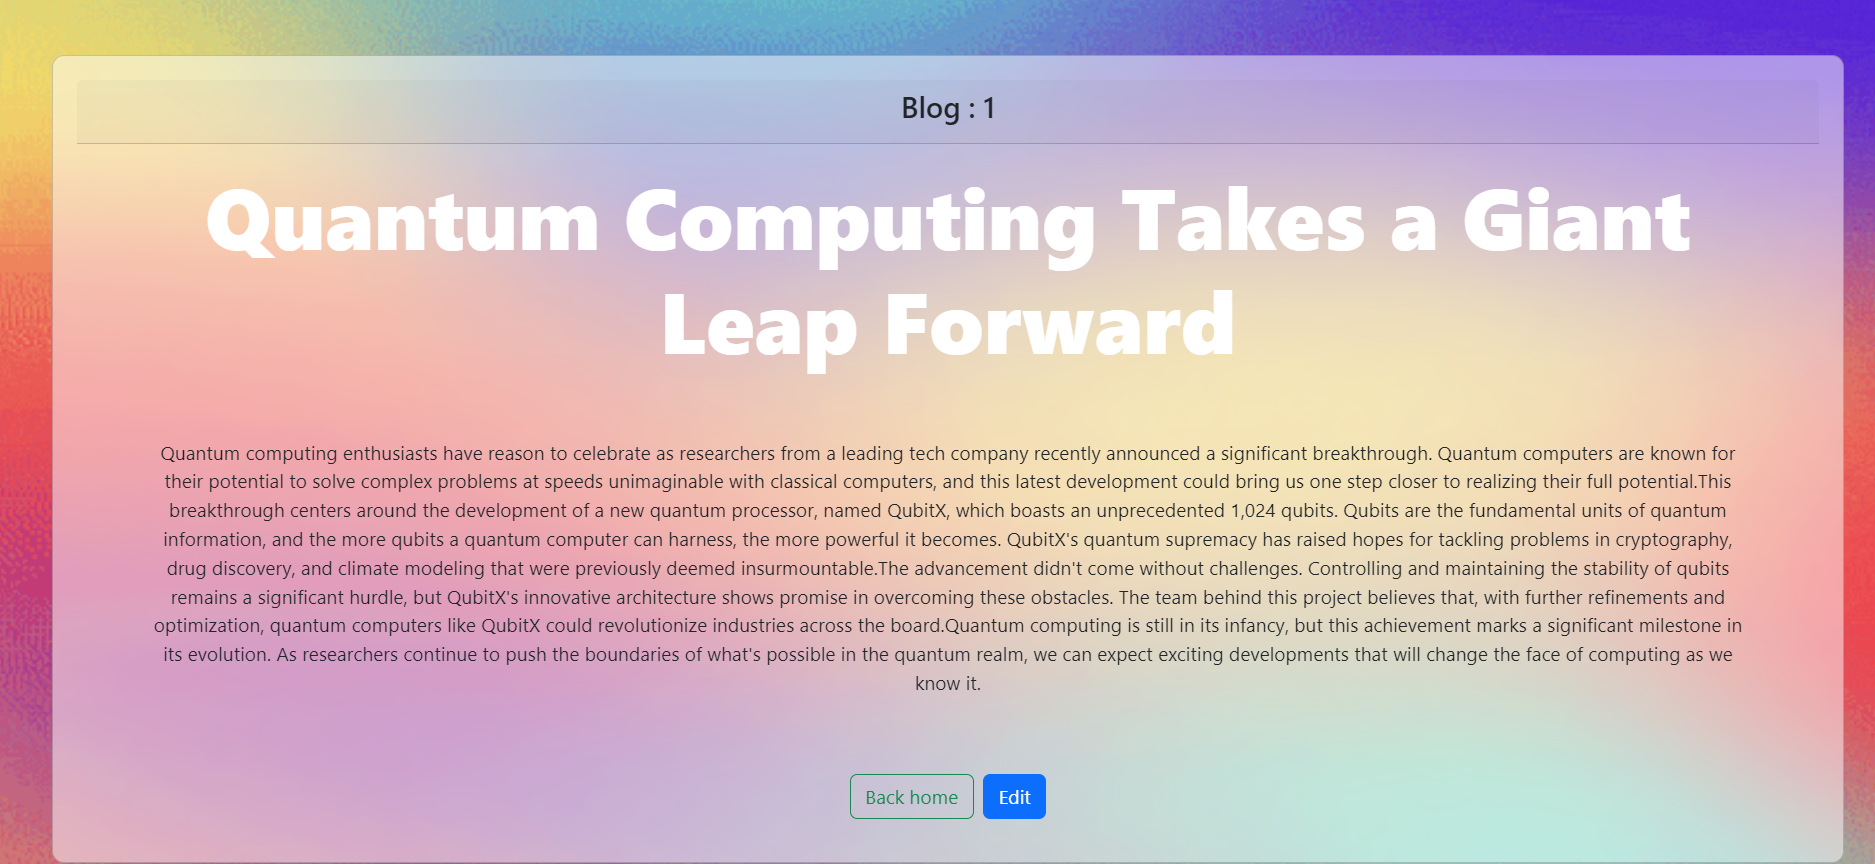 Blog : 1
Quantum Computing Takes a Giant
Leap Forward
Quantum computing enthusiasts have reason to celebrate as researchers from a leading tech company recently announced a significant breakthrough. Quantum computers are known for
their potential to solve complex problems at speeds unimaginable with classical computers, and this latest development could bring us one step closer to realizing their full potential.This
breakthrough centers around the development of a new quantum processor, named QubitX, which boasts an unprecedented 1,024 qubits. Qubits are the fundamental units of quantum
information, and the more qubits a quantum computer can harness, the more powerful it becomes. QubitX's quantum supremacy has raised hopes for tackling problems in cryptography,
drug discovery, and climate modeling that were previously deemed insurmountable.The advancement didn't come without challenges. Controlling and maintaining the stability of qubits
remains a significant hurdle, but QubitX's innovative architecture shows promise in overcoming these obstacles. The team behind this project believes that, with further refinements and
optimization, quantum computers like QubitX could revolutionize industries across the board.Quantum computing is still in its infancy, but this achievement marks a significant milestone in
its evolution. As researchers continue to push the boundaries of what's possible in the quantum realm, we can expect exciting developments that will change the face of computing as we
know it.
Back home Edit